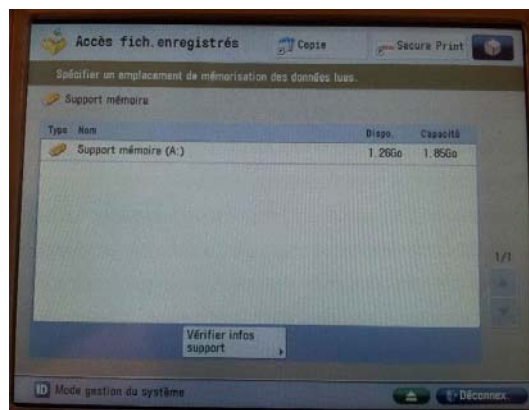 Accès fich.enregistrés
Copie
Secure Print
Spécifier un emplacement de mémorisation des données lues.
Support mémoire
Type Nom Dispo. Capacité
Support mémoire (A:) 1.26Go 1.85Go
1/1
Vérifier infos
support
ID Mode gestion du système
Déconnex.